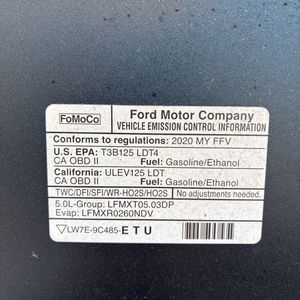 FoMoCo
Ford Motor Company
VEHICLE EMISSION CONTROL INFORMATION
Conforms to regulations: 2020 MY FFV
U.S. EPA: T3B125 LDT4
CA OBD II Fuel: Gasoline/Ethanol
California: ULEV125 LDT
CA OBD II Fuel: Gasoline/Ethanol
TWC/DFI/SFI/WR-HO2S/HO2S No adjustments needed.
5.0L-Group: LFMXT05.03DP
Evap: LFMXR0260NDV
LW7E-9C485-E T U